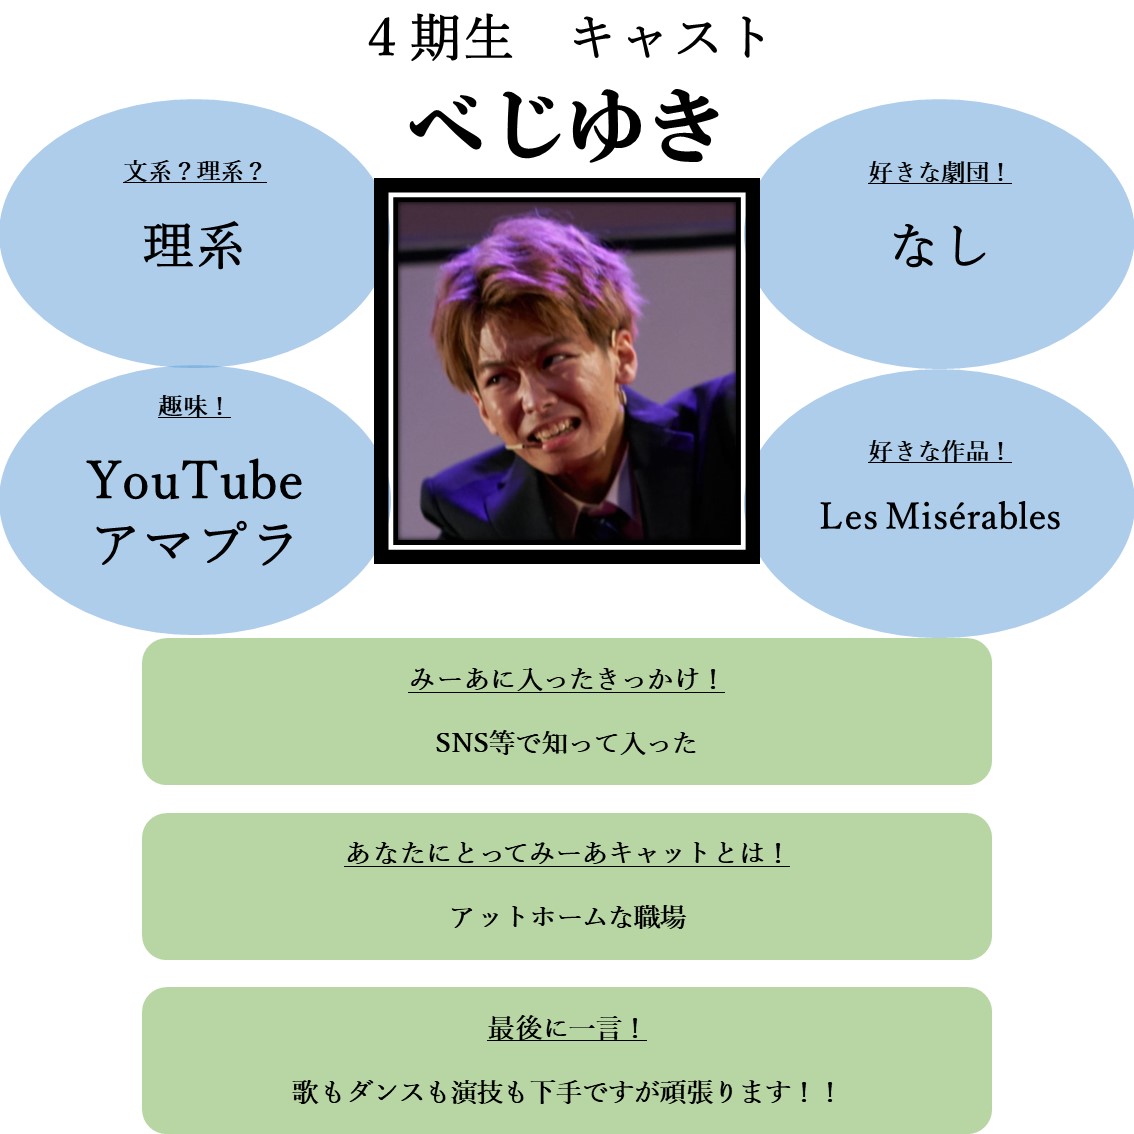 ４期生　キャスト
べじゆき
文系？理系？
理系
好きな劇団！
なし
趣味！
YouTube
アマプラ
好きな作品！
Les Misérables
みーあに入ったきっかけ！
SNS等で知って入った
あなたにとってみーあキャットとは！
アットホームな職場
最後に一言！
歌もダンスも演技も下手ですが頑張ります！！